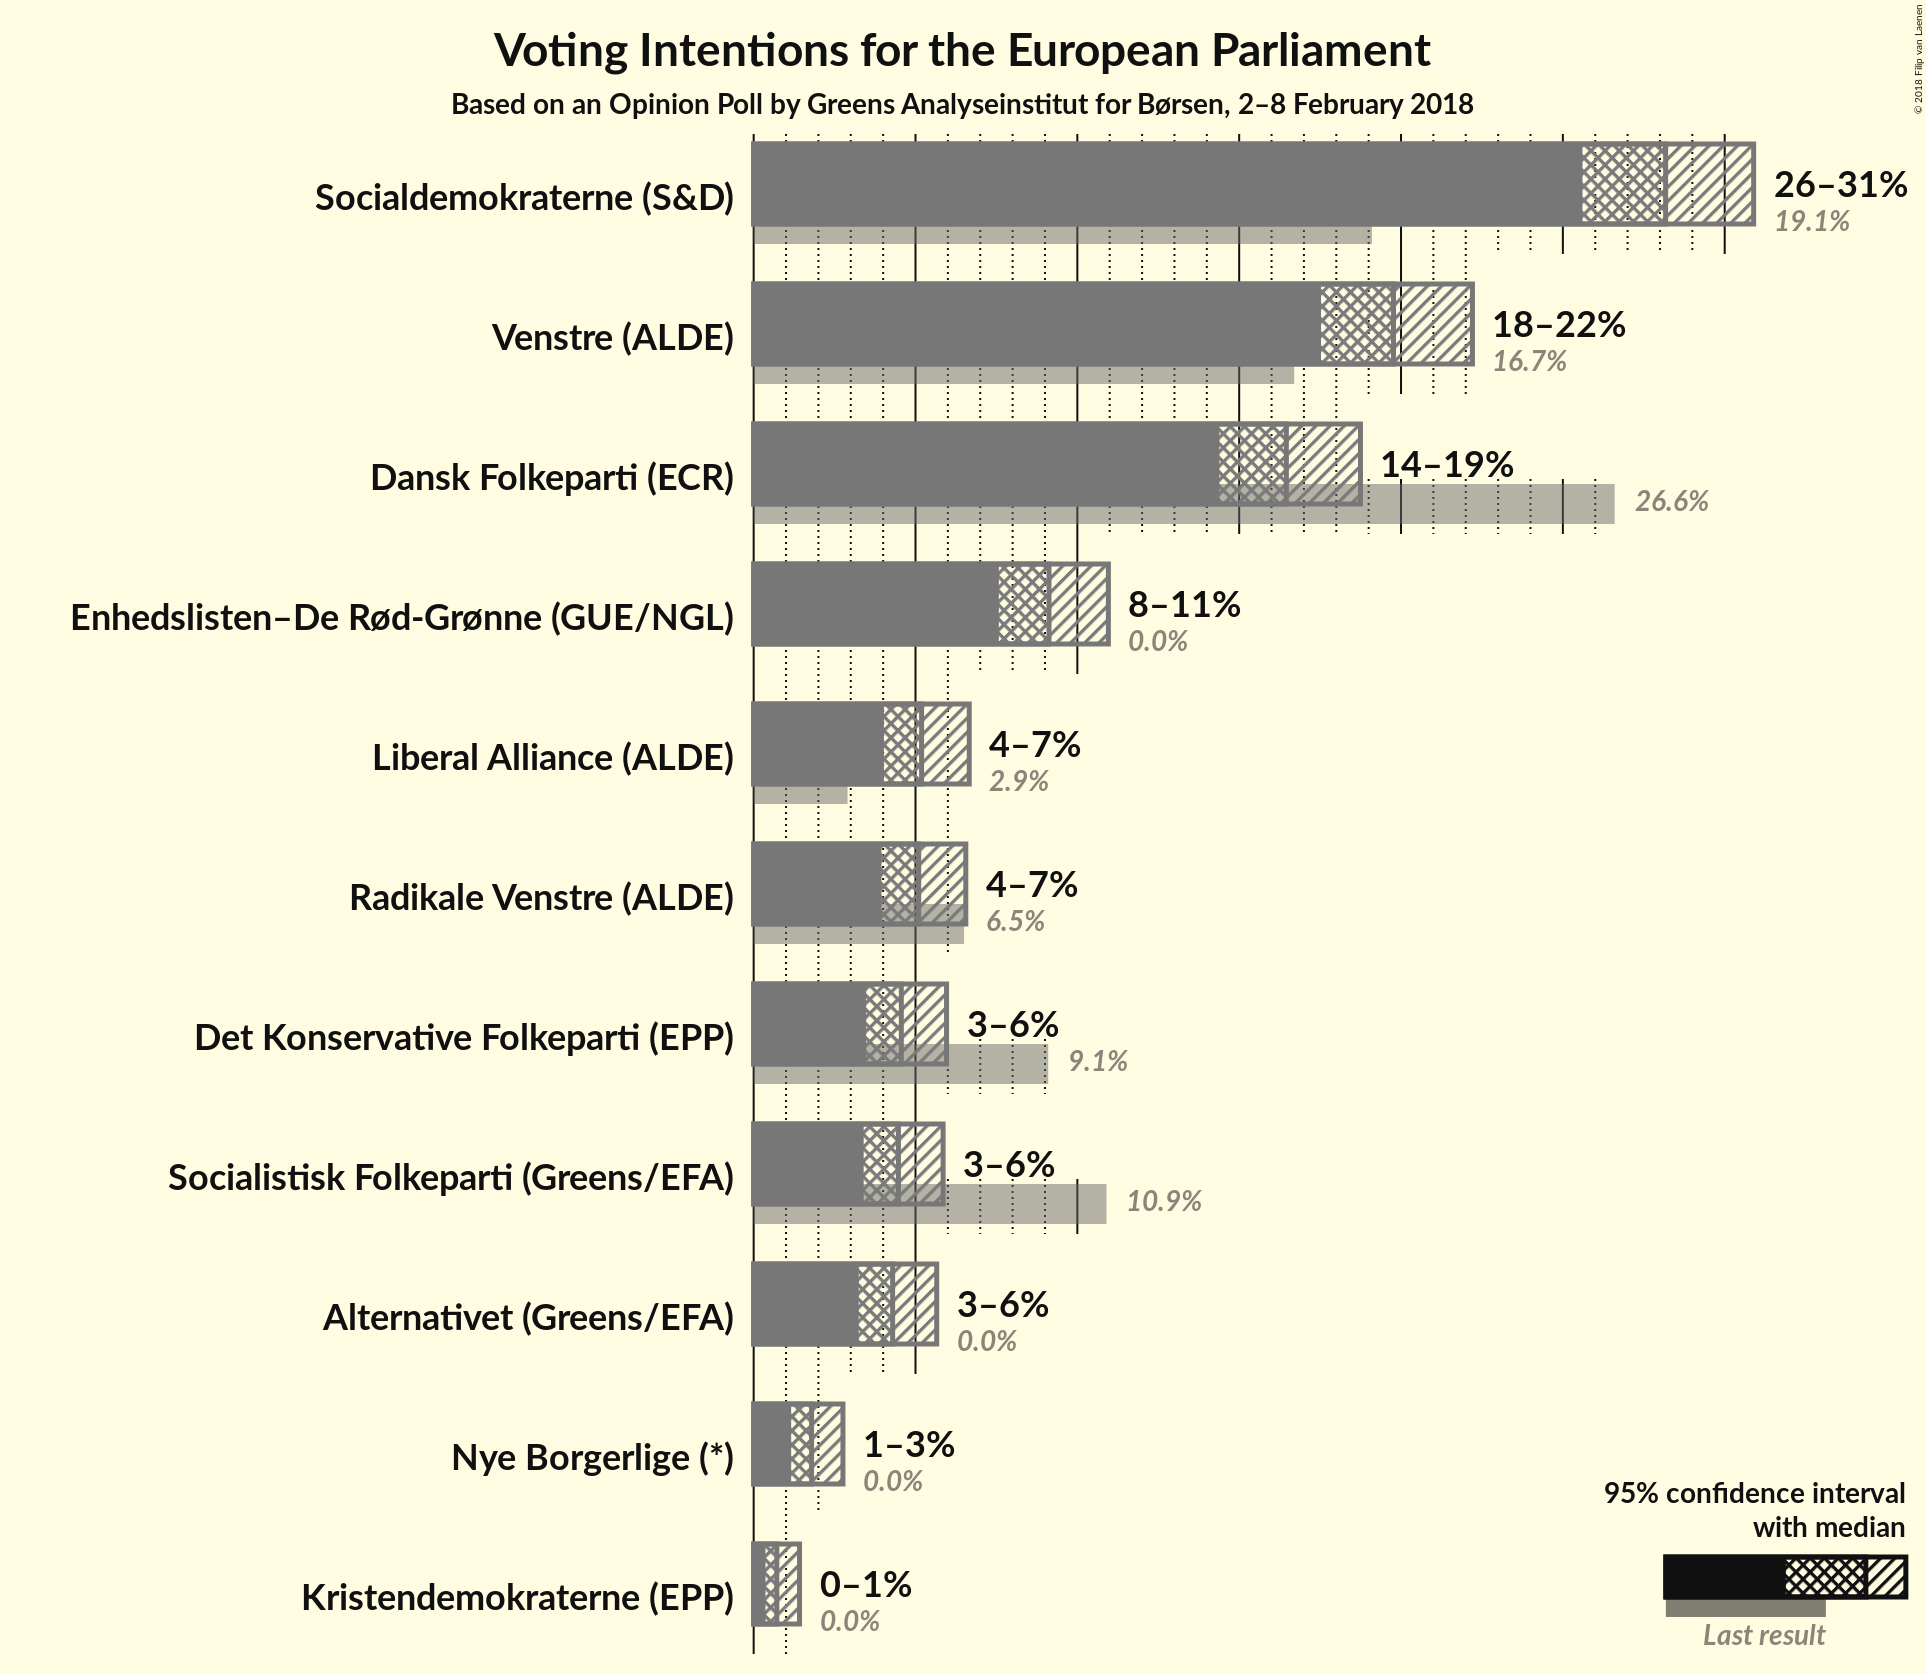 Voting Intentions for the European Parliament
Based on an Opinion Poll by Greens Analyseinstitut for Børsen, 2–8 February 2018
© 2018 Filip van Laenen
Socialdemokraterne (S&D)
26–31%
19.1%
Venstre (ALDE)
18–22%
16.7%
Dansk Folkeparti (ECR)
14–19%
26.6%
Enhedslisten–De Rød-Grønne (GUE/NGL)
8–11%
0.0%
Liberal Alliance (ALDE)
4–7%
2.9%
Radikale Venstre (ALDE)
4–7%
6.5%
Det Konservative Folkeparti (EPP)
3–6%
9.1%
Socialistisk Folkeparti (Greens/EFA)
3–6%
10.9%
Alternativet (Greens/EFA)
3–6%
0.0%
Nye Borgerlige (*)
1–3%
0.0%
Kristendemokraterne (EPP)
0–1%
0.0%
95% confidence interval
with median
Last result